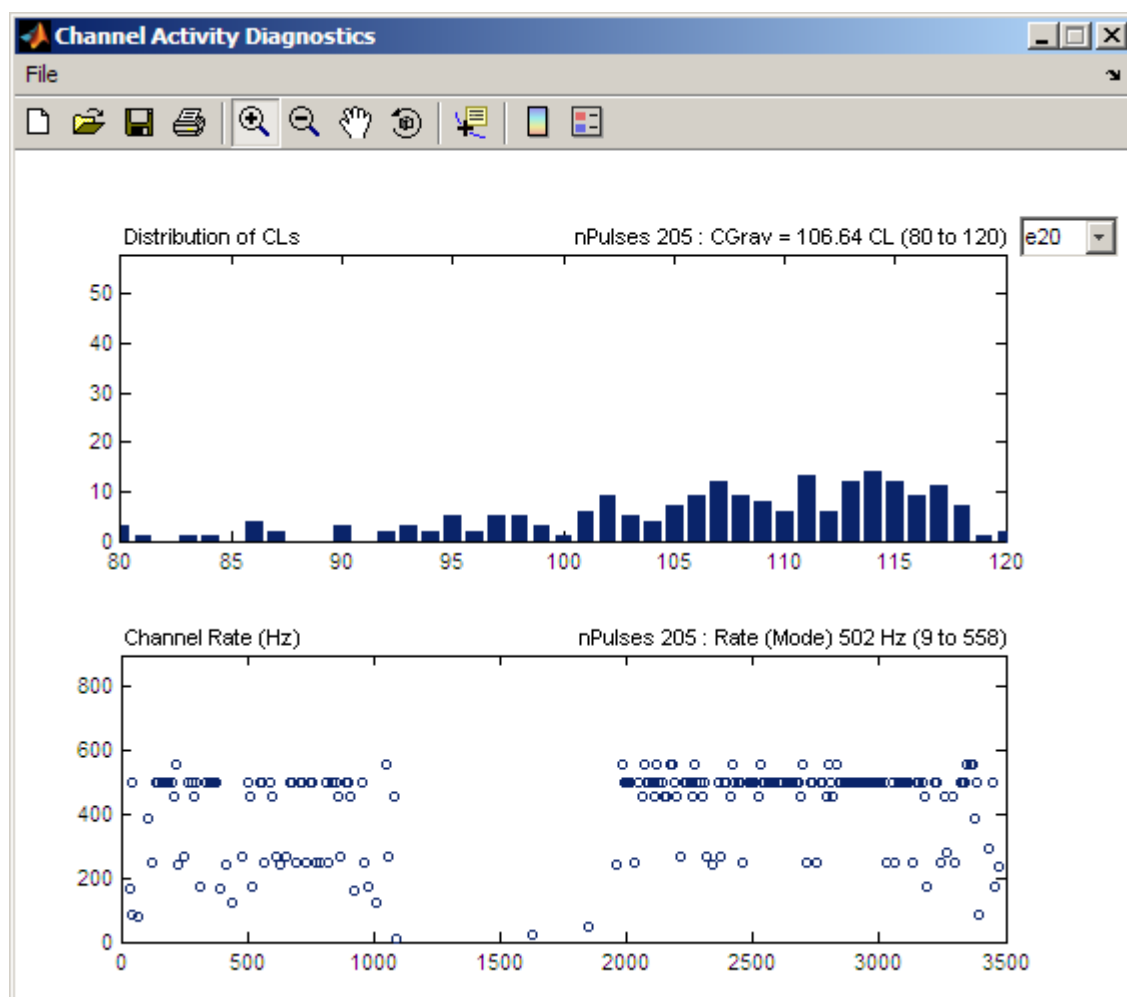 Channel Activity Diagnostics
File
Distribution of CLs
nPulses 205 : CGrav = 106.64 CL (80 to 120)
e20
50
40
30
20
10
0
80 85 90 95 100 105 110 115 120
Channel Rate (Hz)
nPulses 205 : Rate (Mode) 502 Hz (9 to 558)
800
600
400
200
0
0 500 1000 1500 2000 2500 3000 3500